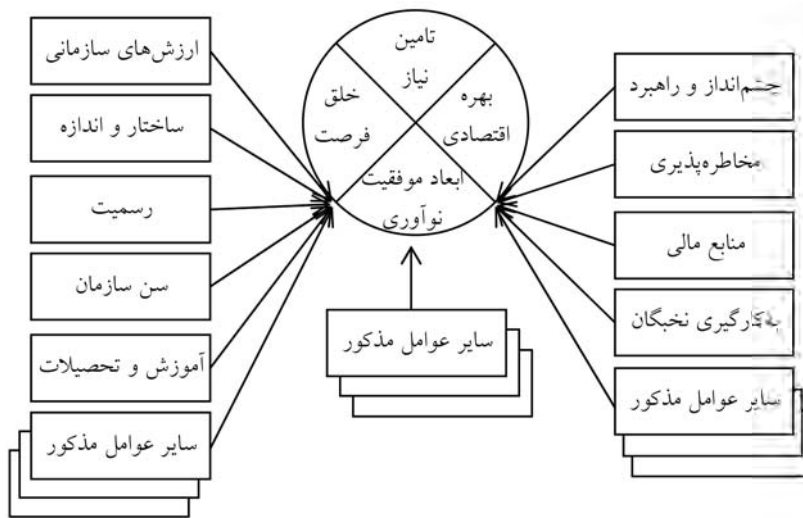 تامین
نیاز
بهره
اقتصادی
خلق
فرصت
ابعاد موفقیت
نوآوری
چشم‌انداز و راهبرد
مخاطره‌پذیری
منابع مالی
به‌کارگیری نخبگان
سایر عوامل مذکور
سایر عوامل مذکور
ارزش‌های سازمانی
ساختار و اندازه
رسمیت
سن سازمان
آموزش و تحصیلات
سایر عوامل مذکور